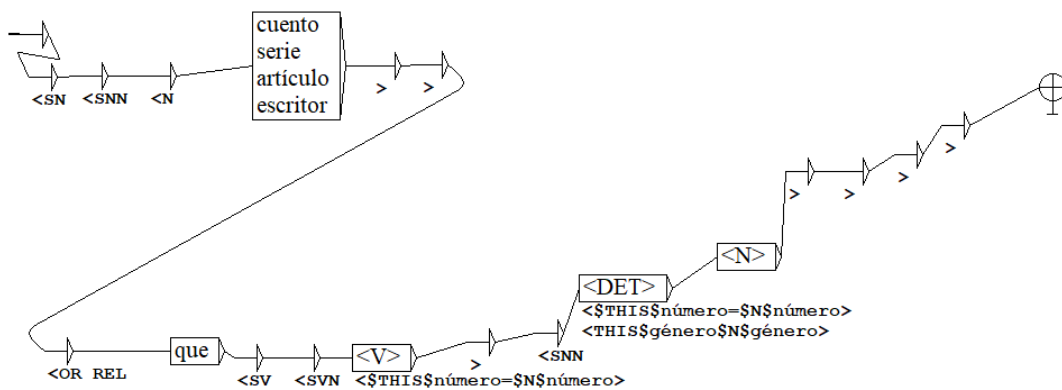 cuento
serie
artículo
escritor
<SN <SNN <N > >
<OR REL
que
<SV <SVN
<V>
<$THIS$número=$N$número>
>
<SNN
<DET>
<$THIS$número=$N$número>
<THIS$género$N$género>
<N>
> > > >